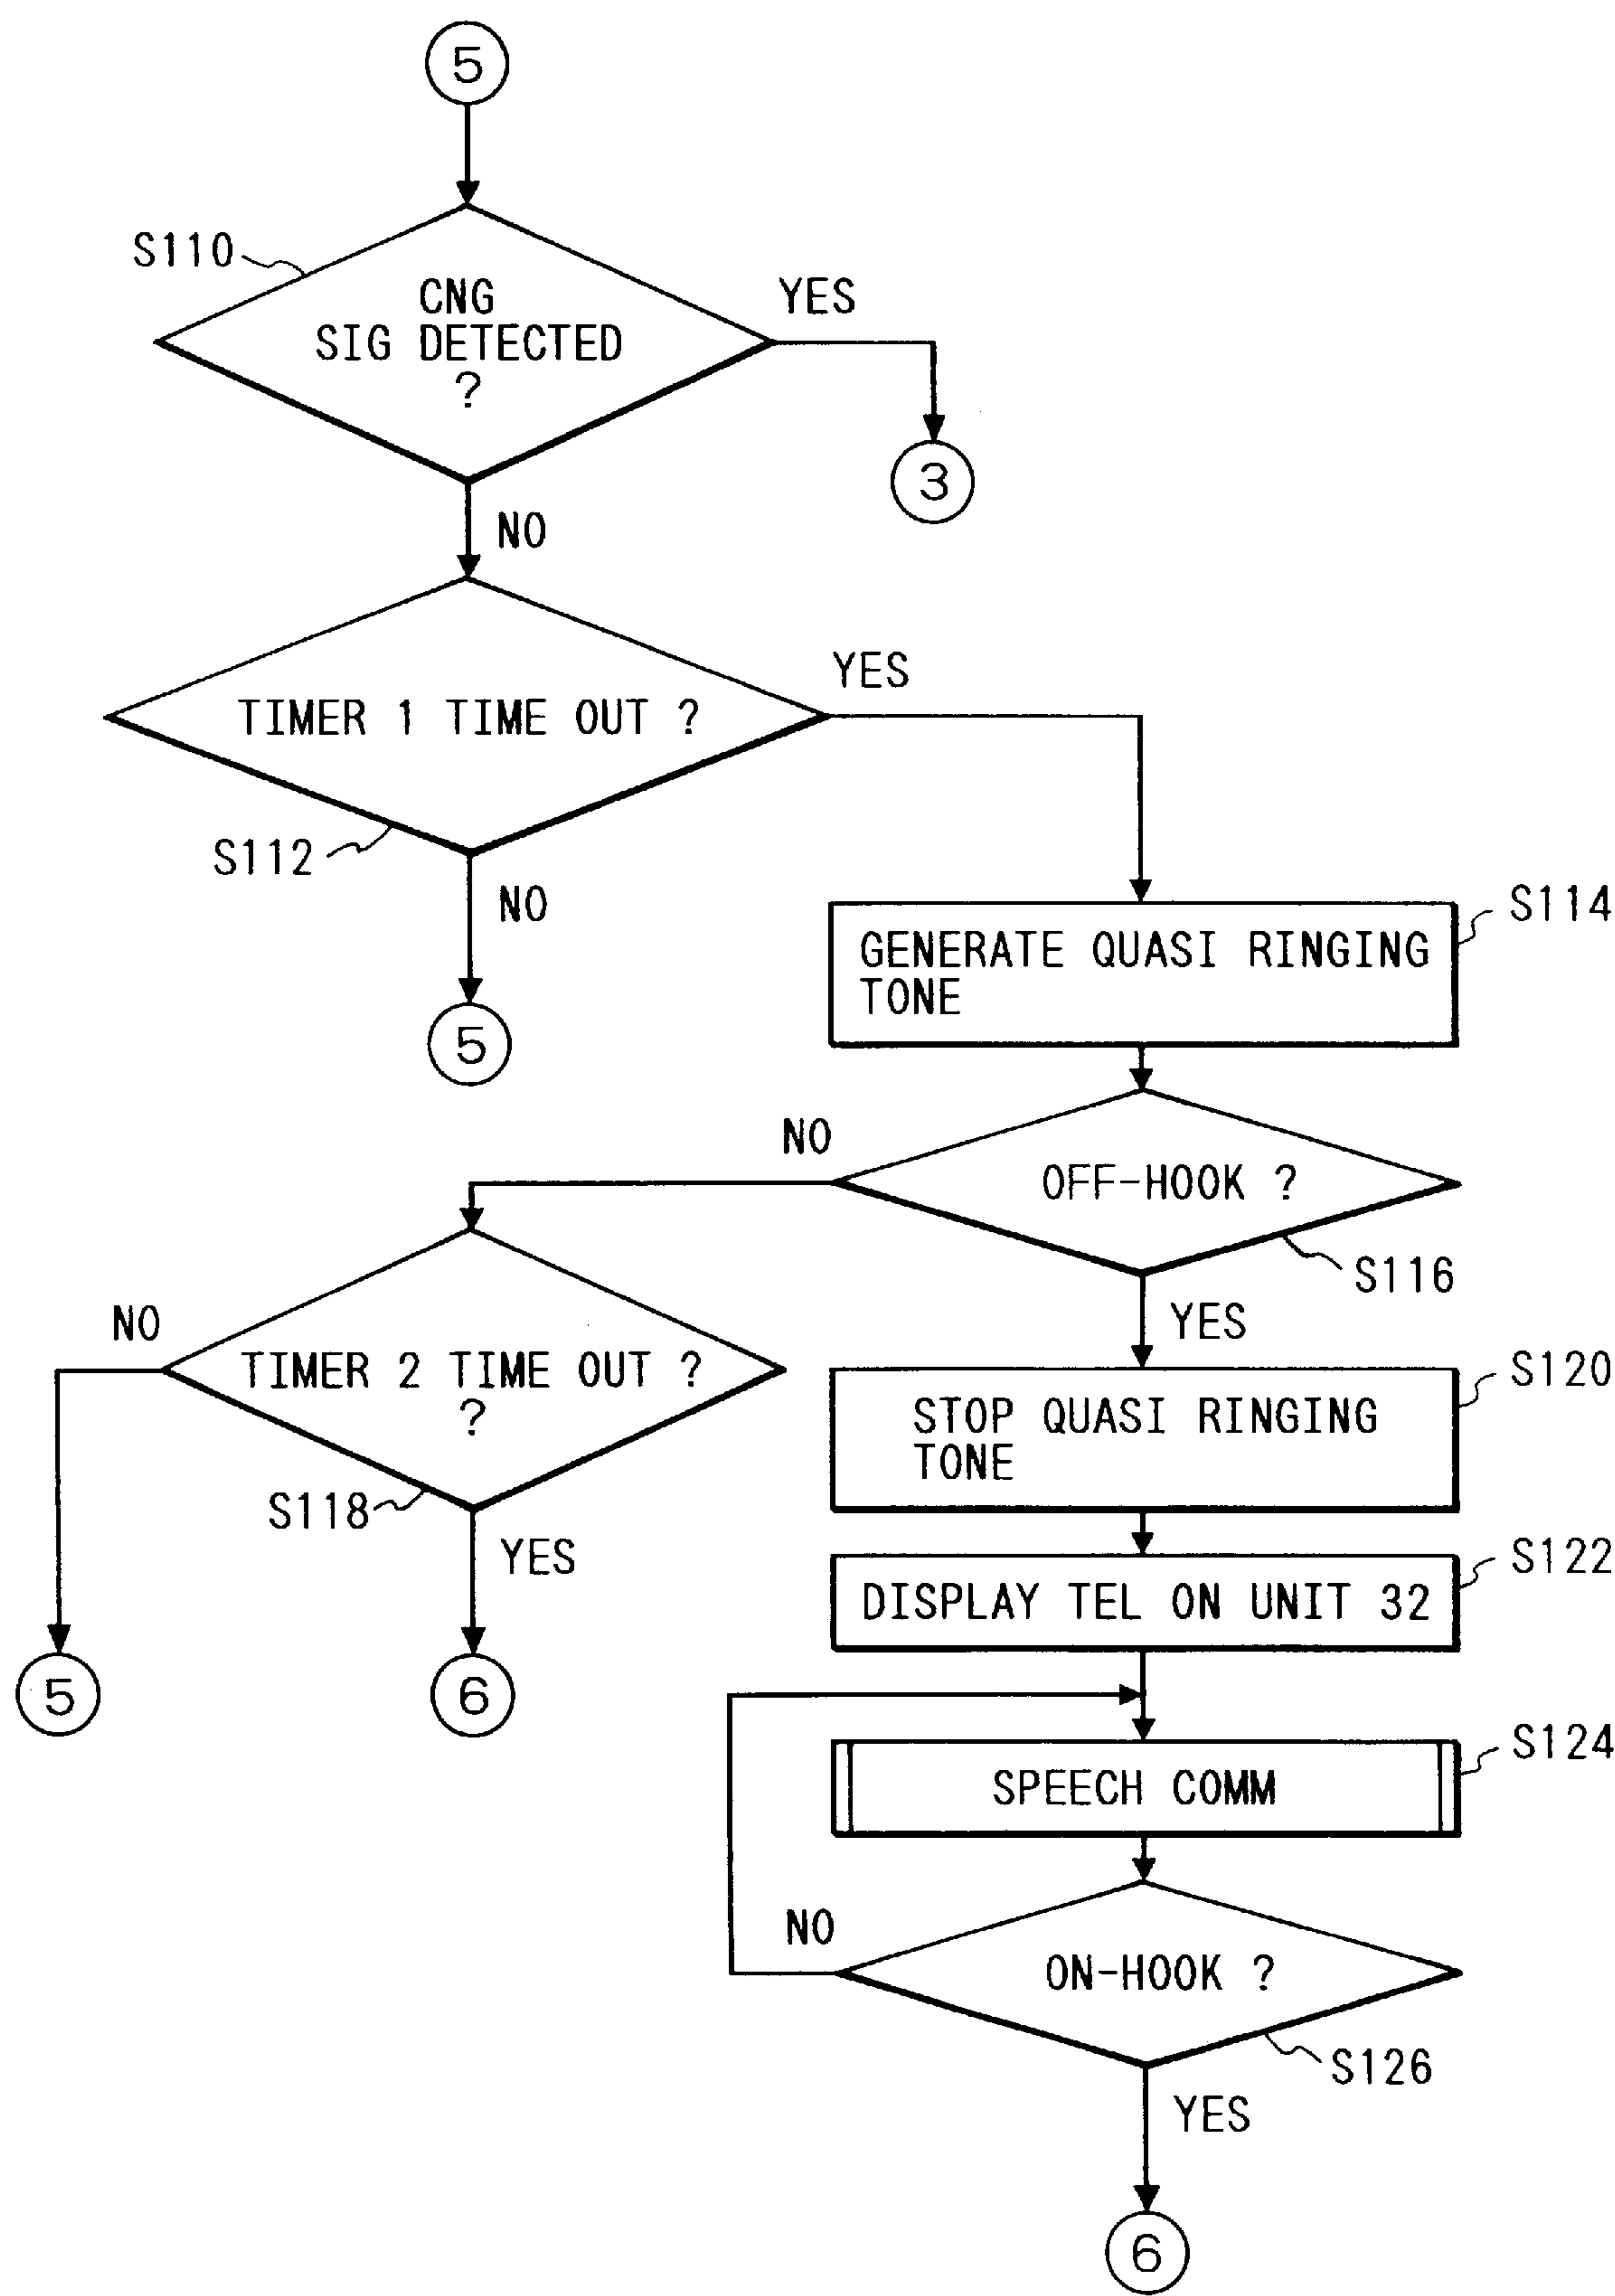 5
S110
CNG
SIG DETECTED
?
YES
3
NO
TIMER 1 TIME OUT ?
YES
S112
NO
5
S114
GENERATE QUASI RINGING
TONE
NO
OFF-HOOK ?
S116
YES
NO
TIMER 2 TIME OUT ?
?
S118
YES
5
6
S120
STOP QUASI RINGING
TONE
S122
DISPLAY TEL ON UNIT 32
S124
SPEECH COMM
NO
ON-HOOK ?
S126
YES
6